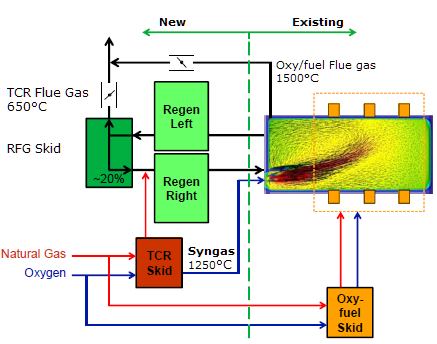 New
Existing
Oxy/fuel Flue gas
1500°C
TCR Flue Gas
650°C
Regen
Left
RFG Skid
~20%
Regen
Right
Natural Gas
Oxygen
TCR
Skid
Syngas
1250°C
Oxy-
fuel
Skid